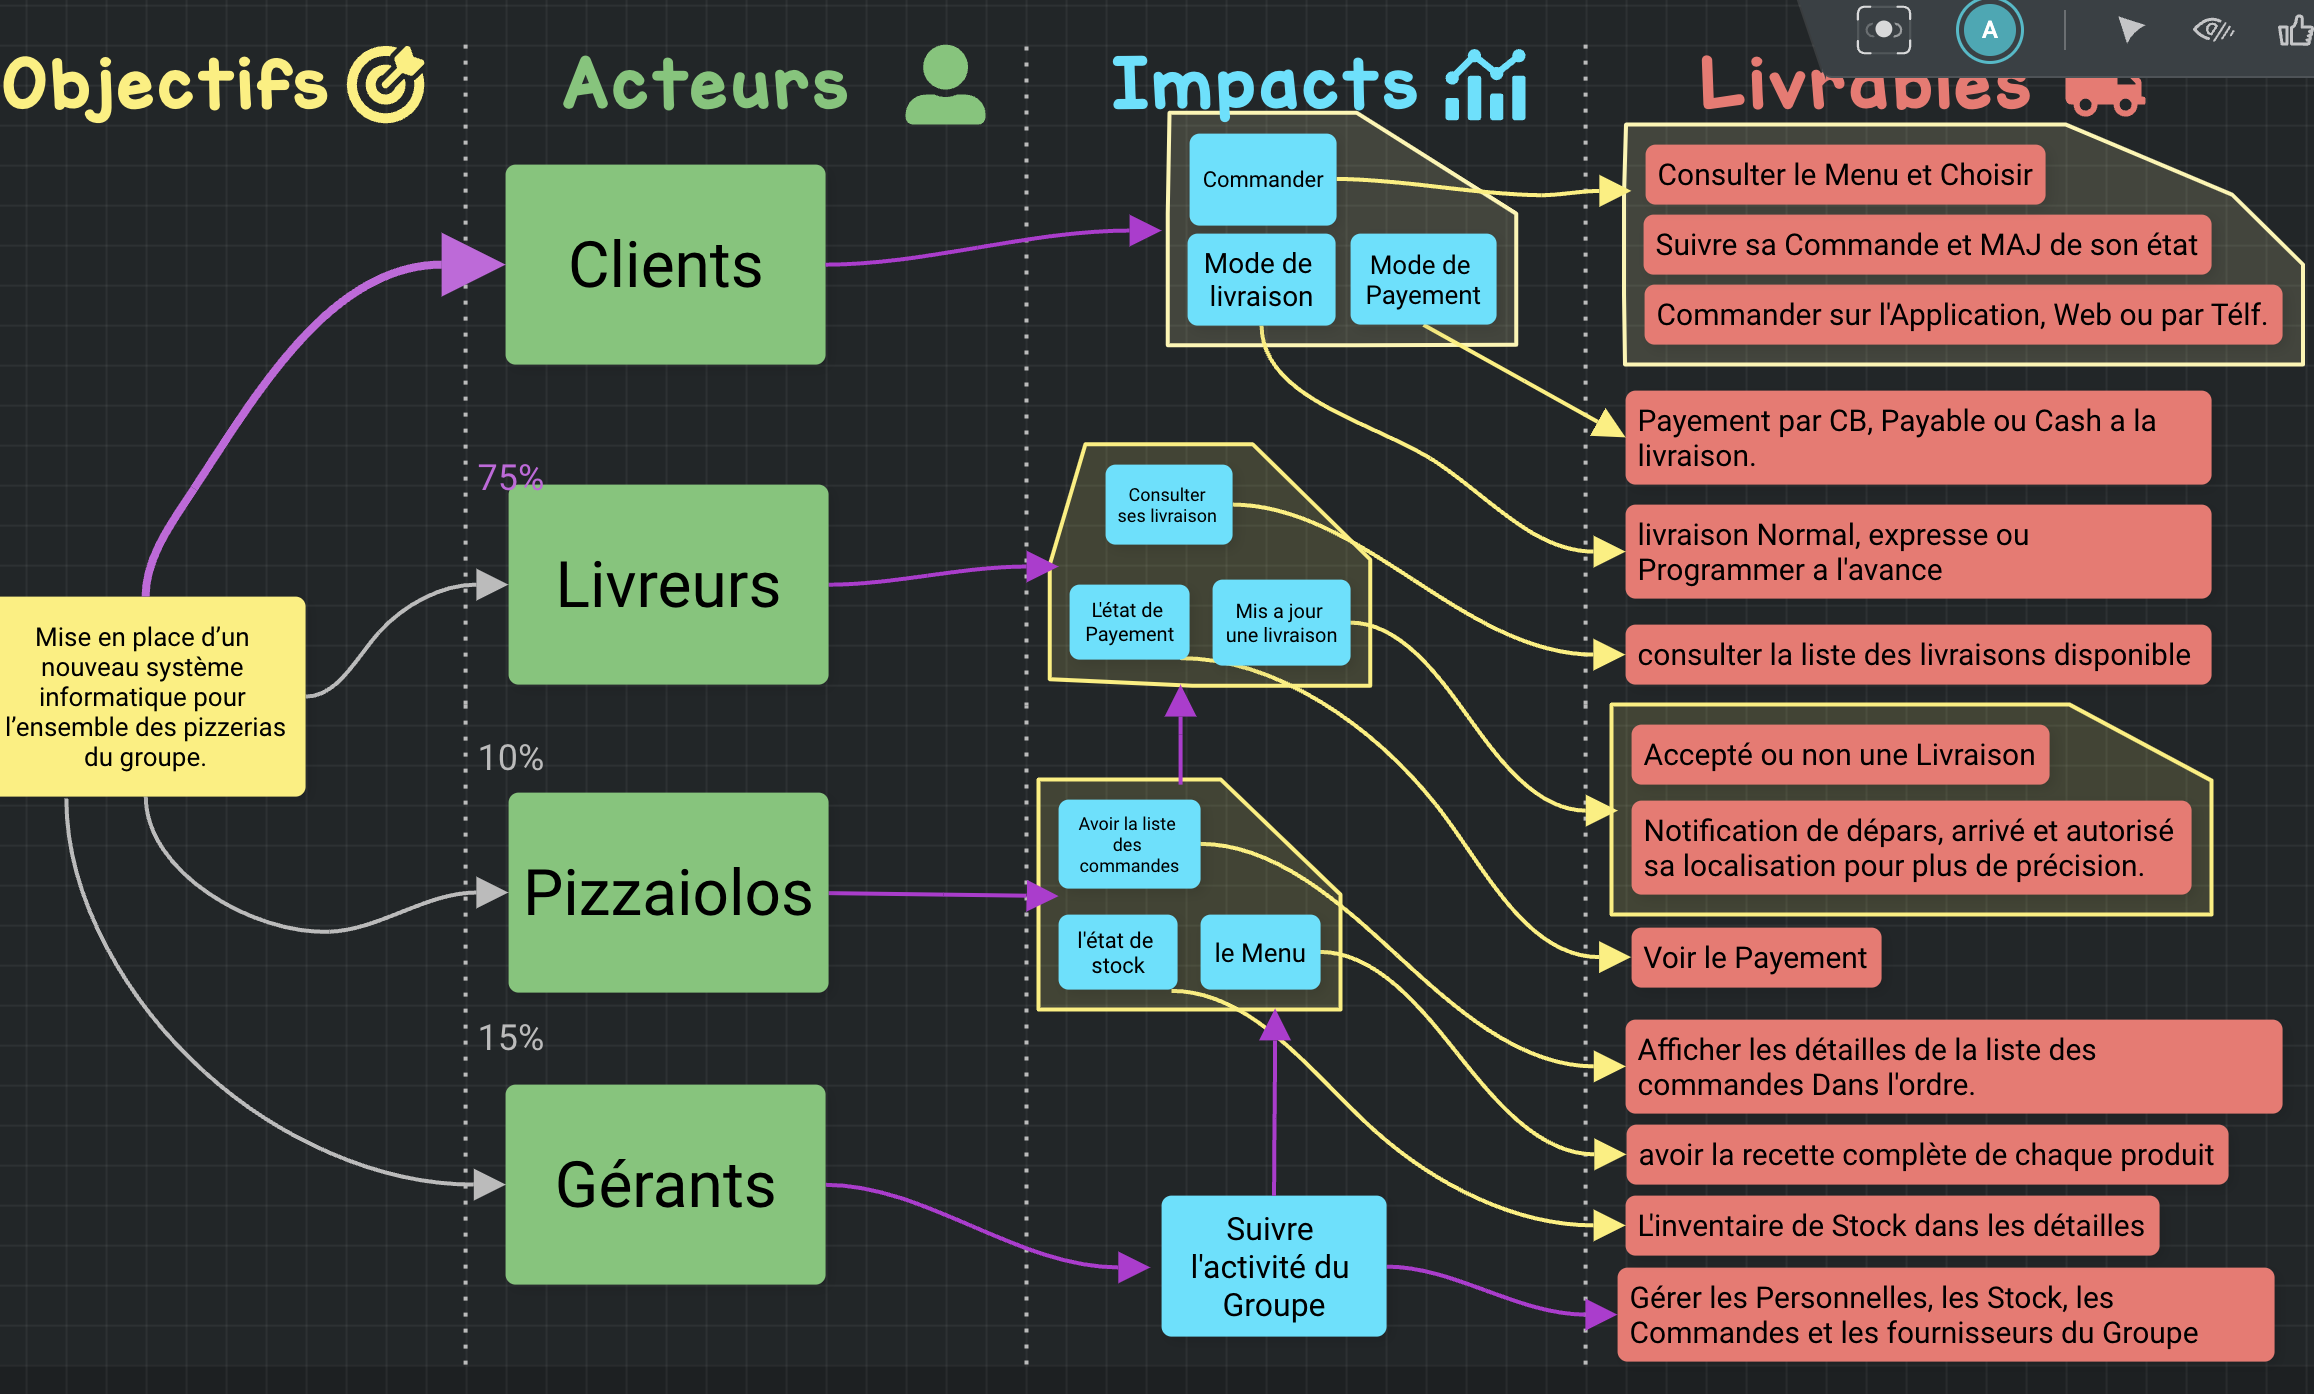 Objectifs
Acteurs
Impacts
Livrables
A
Mise en place d’un
nouveau système
informatique pour
l’ensemble des pizzerias
du groupe.
Clients
75%
Livreurs
10%
Pizzaiolos
15%
Gérants
Commander
Mode de
livraison
Mode de
Payement
Consulter
ses livraison
L'état de
Payement
Mis a jour
une livraison
Avoir la liste
des
commandes
l'état de
stock
le Menu
Suivre
l'activité du
Groupe
Consulter le Menu et Choisir
Suivre sa Commande et MAJ de son état
Commander sur l'Application, Web ou par Télf.
Payement par CB, Payable ou Cash a la
livraison.
livraison Normal, expresse ou
Programmer a l'avance
consulter la liste des livraisons disponible
Accepté ou non une Livraison
Notification de dépars, arrivé et autorisé
sa localisation pour plus de précision.
Voir le Payement
Afficher les détailles de la liste des
commandes Dans l'ordre.
avoir la recette complète de chaque produit
L'inventaire de Stock dans les détailles
Gérer les Personnelles, les Stock, les
Commandes et les fournisseurs du Groupe